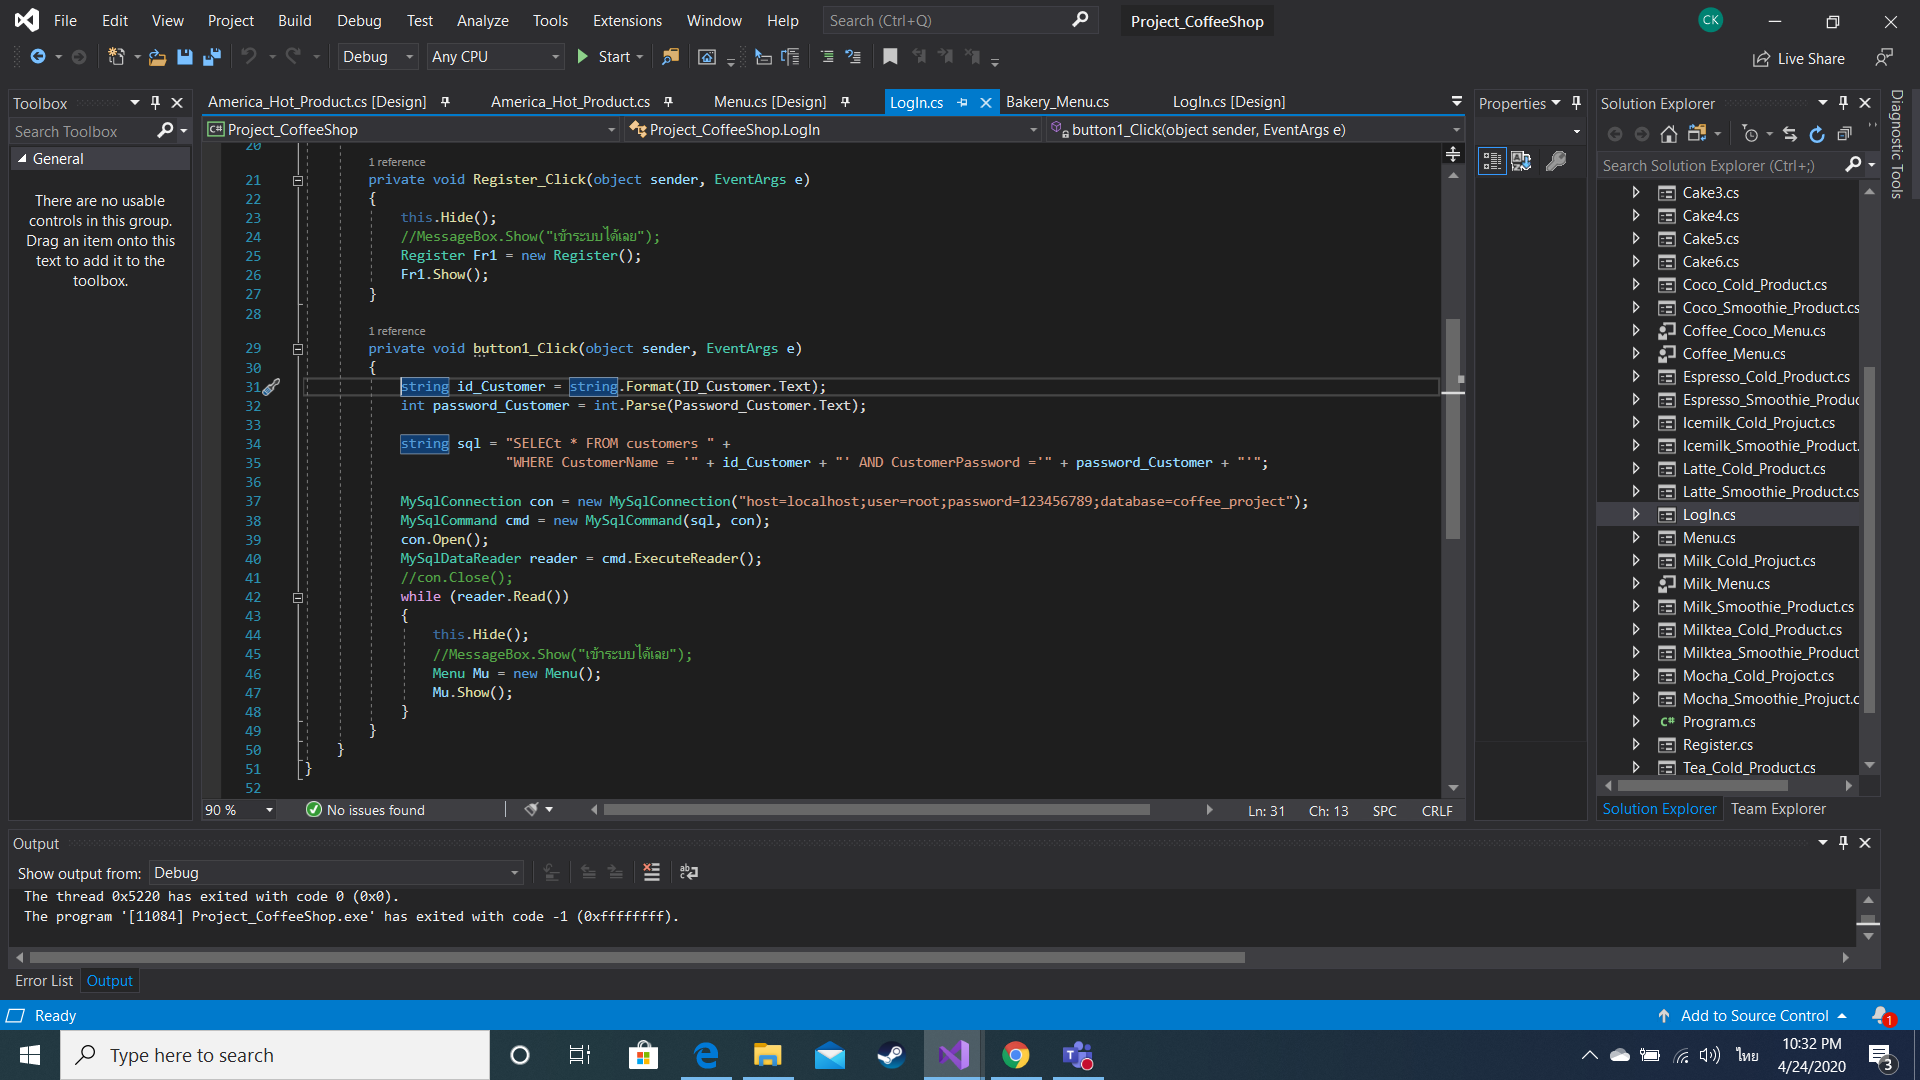 File Edit View Project Build Debug Test Analyze Tools Extensions Window Help Search (Ctrl+Q) Project_CoffeeShop CK
Debug Any CPU Start Live Share
Toolbox
Search Toolbox
General
There are no usable
controls in this group.
Drag an item onto this
text to add it to the
toolbox.
America_Hot_Product.cs [Design] America_Hot_Product.cs Menu.cs [Design] LogIn.cs Bakery_Menu.cs LogIn.cs [Design]
Project_CoffeeShop Project_CoffeeShop.LogIn button1_Click(object sender, EventArgs e)
20
1 reference
21 private void Register_Click(object sender, EventArgs e)
22 {
23 this.Hide();
24 //MessageBox.Show("เข้าระบบได้เลย");
25 Register Fr1 = new Register();
26 Fr1.Show();
27 }
28
1 reference
29 private void button1_Click(object sender, EventArgs e)
30 {
31 string id_Customer = string.Format(ID_Customer.Text);
32 int password_Customer = int.Parse(Password_Customer.Text);
33
34 string sql = "SELECt * FROM customers " +
35 "WHERE CustomerName = '" + id_Customer + "' AND CustomerPassword ='" + password_Customer + "'";
36
37 MySqlConnection con = new MySqlConnection("host=localhost;user=root;password=123456789;database=coffee_project");
38 MySqlCommand cmd = new MySqlCommand(sql, con);
39 con.Open();
40 MySqlDataReader reader = cmd.ExecuteReader();
41 //con.Close();
42 while (reader.Read())
43 {
44 this.Hide();
45 //MessageBox.Show("เข้าระบบได้เลย");
46 Menu Mu = new Menu();
47 Mu.Show();
48 }
49 }
50 }
51 }
52
90 % No issues found Ln: 31 Ch: 13 SPC CRLF
Properties
Solution Explorer
Search Solution Explorer (Ctrl+;)
Cake3.cs
Cake4.cs
Cake5.cs
Cake6.cs
Coco_Cold_Product.cs
Coco_Smoothie_Product.cs
Coffee_Coco_Menu.cs
Coffee_Menu.cs
Espresso_Cold_Product.cs
Espresso_Smoothie_Produc
Icemilk_Cold_Projuct.cs
Icemilk_Smoothie_Product.
Latte_Cold_Product.cs
Latte_Smoothie_Product.cs
LogIn.cs
Menu.cs
Milk_Cold_Projuct.cs
Milk_Menu.cs
Milk_Smoothie_Product.cs
Milktea_Cold_Product.cs
Milktea_Smoothie_Product
Mocha_Cold_Projoct.cs
Mocha_Smoothie_Projuct.c
C# Program.cs
Register.cs
Tea_Cold_Product.cs
Solution Explorer Team Explorer
Diagnostic Tools
Output
Show output from: Debug
The thread 0x5220 has exited with code 0 (0x0).
The program '[11084] Project_CoffeeShop.exe' has exited with code -1 (0xffffffff).
Error List Output
Ready Add to Source Control 1
Type here to search ไทย 10:32 PM
4/24/2020 3